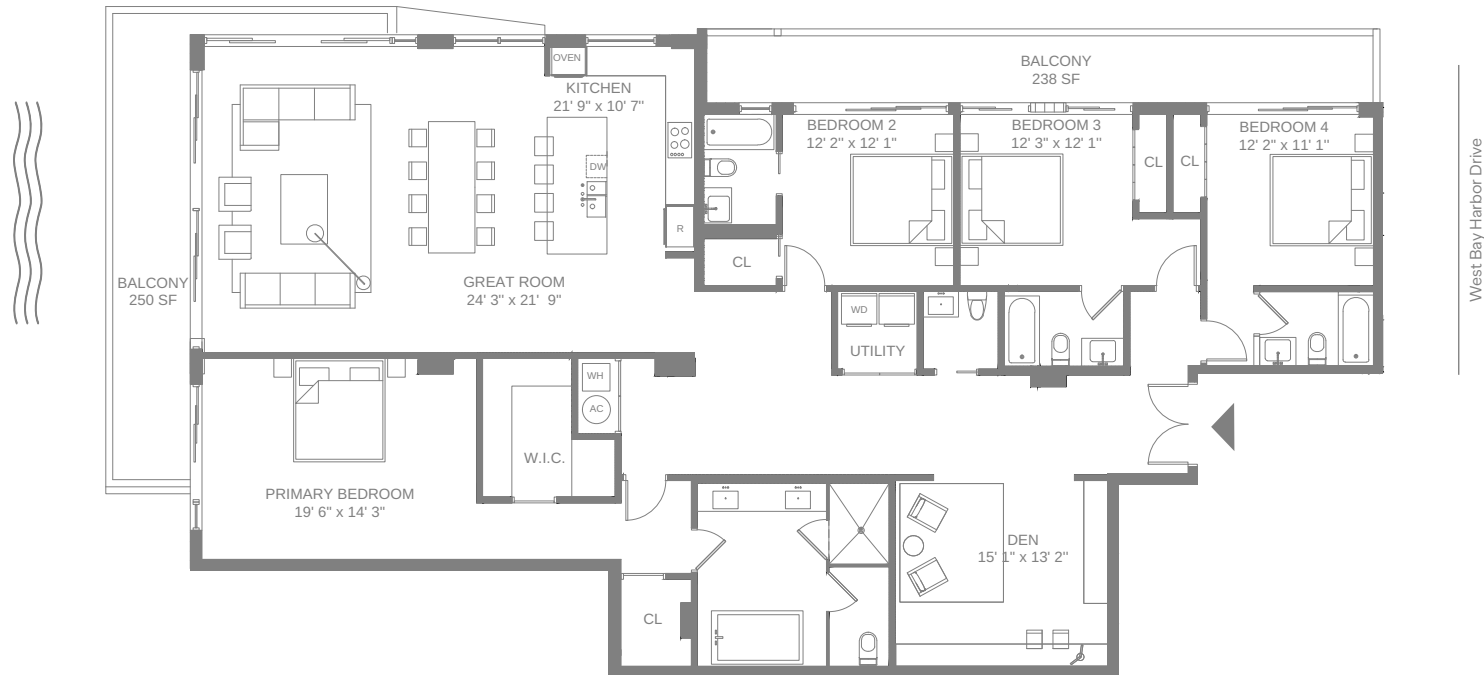 OVEN
KITCHEN
21' 9" x 10' 7"
BALCONY
238 SF
BEDROOM 2
12' 2" x 12' 1"
BEDROOM 3
12' 3" x 12' 1"
BEDROOM 4
12' 2" x 11' 1"
CL
CL
DW
R
CL
West Bay Harbor Drive
BALCONY
250 SF
GREAT ROOM
24' 3" x 21' 9"
WD
UTILITY
WH
AC
W.I.C.
PRIMARY BEDROOM
19' 6" x 14' 3"
DEN
15' 1" x 13' 2"
CL